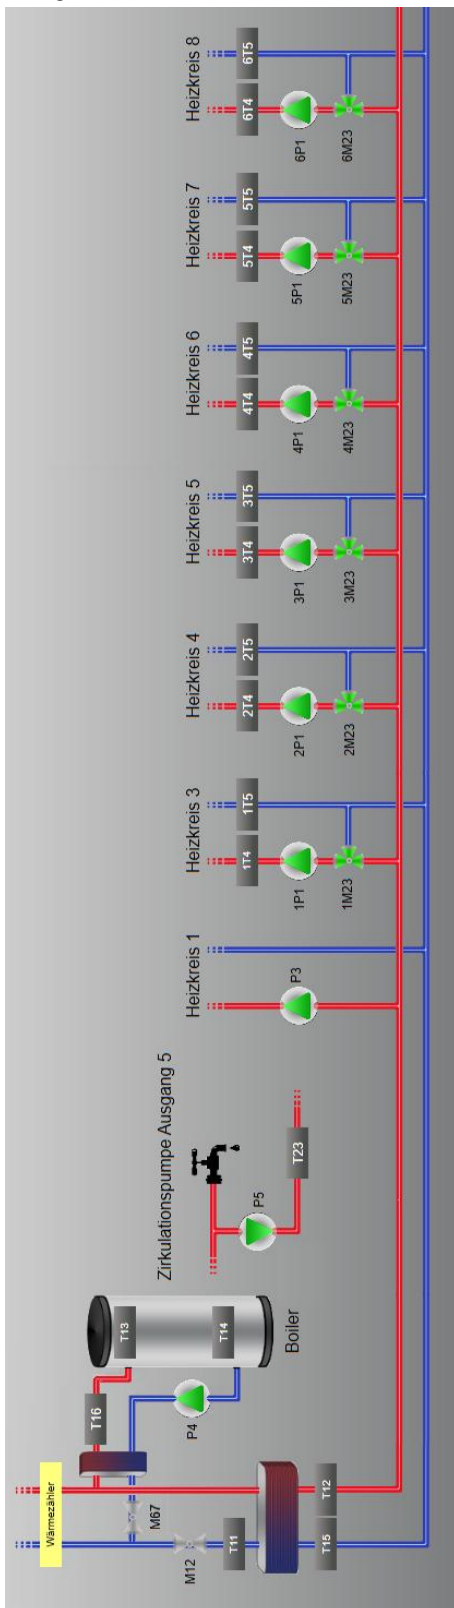 Wärmezähler
T16
T13
T14
Boiler
P4
M67
M12
T11
T15
T12
Zirkulationspumpe Ausgang 5
P5
T23
Heizkreis 1
P3
Heizkreis 3
1T4
1T5
1P1
1M23
Heizkreis 4
2T4
2T5
2P1
2M23
Heizkreis 5
3T4
3T5
3P1
3M23
Heizkreis 6
4T4
4T5
4P1
4M23
Heizkreis 7
5T4
5T5
5P1
5M23
Heizkreis 8
6T4
6T5
6P1
6M23